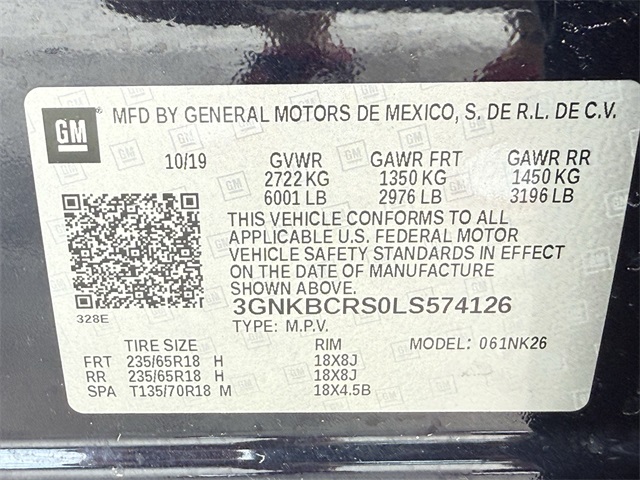 GM MFD BY GENERAL MOTORS DE MEXICO, S. DE R.L. DE C.V.
10/19 GVWR GAWR FRT GAWR RR
2722 KG 1350 KG 1450 KG
6001 LB 2976 LB 3196 LB
THIS VEHICLE CONFORMS TO ALL
APPLICABLE U.S. FEDERAL MOTOR
VEHICLE SAFETY STANDARDS IN EFFECT
ON THE DATE OF MANUFACTURE
SHOWN ABOVE.
3GNKBCRS0LS574126
328E
TYPE: M.P.V.
TIRE SIZE RIM MODEL: 061NK26
FRT 235/65R18 H 18X8J
RR 235/65R18 H 18X8J
SPA T135/70R18 M 18X4.5B